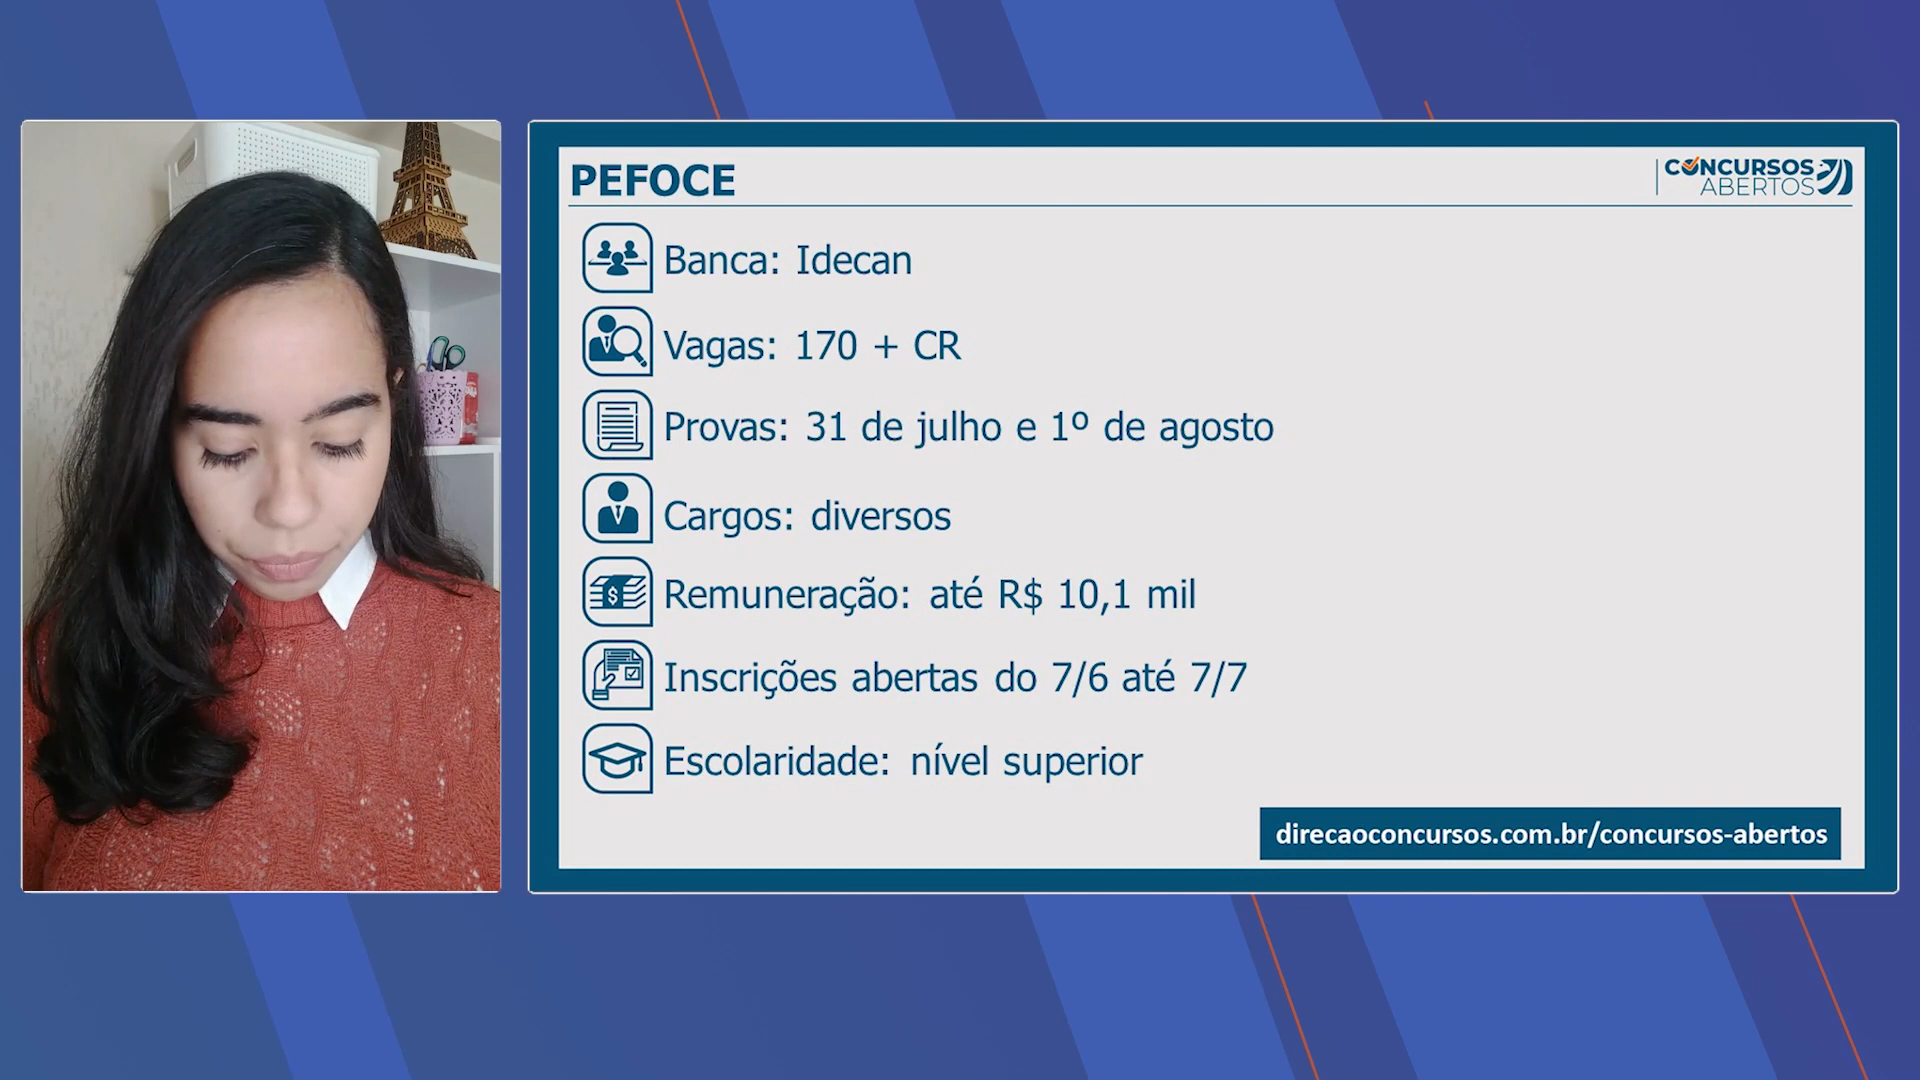 PEFOCE
CONCURSOS
ABERTOS
Banca: Idecan
Vagas: 170 + CR
Provas: 31 de julho e 1º de agosto
Cargos: diversos
Remuneração: até R$ 10,1 mil
Inscrições abertas do 7/6 até 7/7
Escolaridade: nível superior
direcaoconcursos.com.br/concursos-abertos